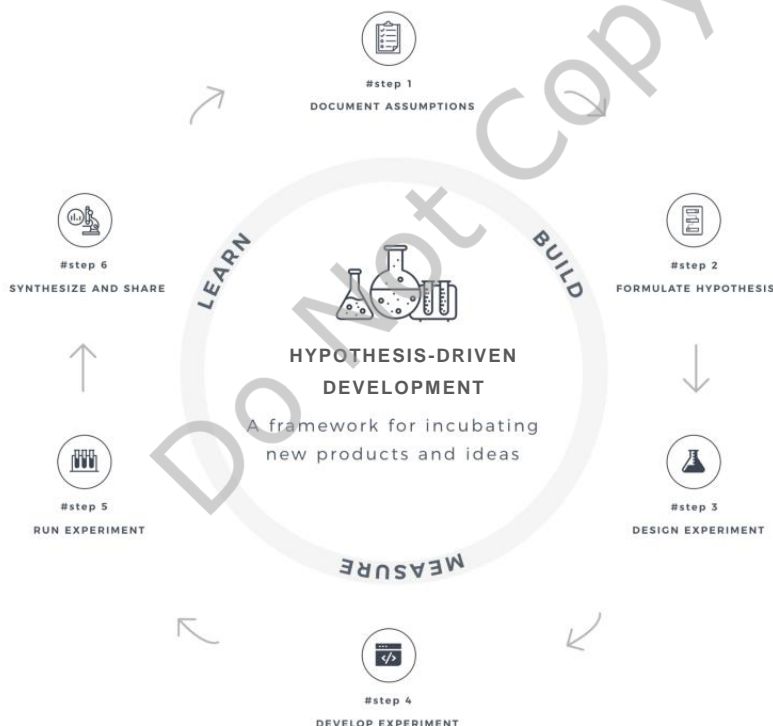 #step 1
DOCUMENT ASSUMPTIONS
#step 2
FORMULATE HYPOTHESIS
#step 3
DESIGN EXPERIMENT
#step 4
DEVELOP EXPERIMENT
#step 5
RUN EXPERIMENT
#step 6
SYNTHESIZE AND SHARE
LEARN
BUILD
MEASURE
HYPOTHESIS-DRIVEN
DEVELOPMENT
A framework for incubating
new products and ideas
Do Not Copy